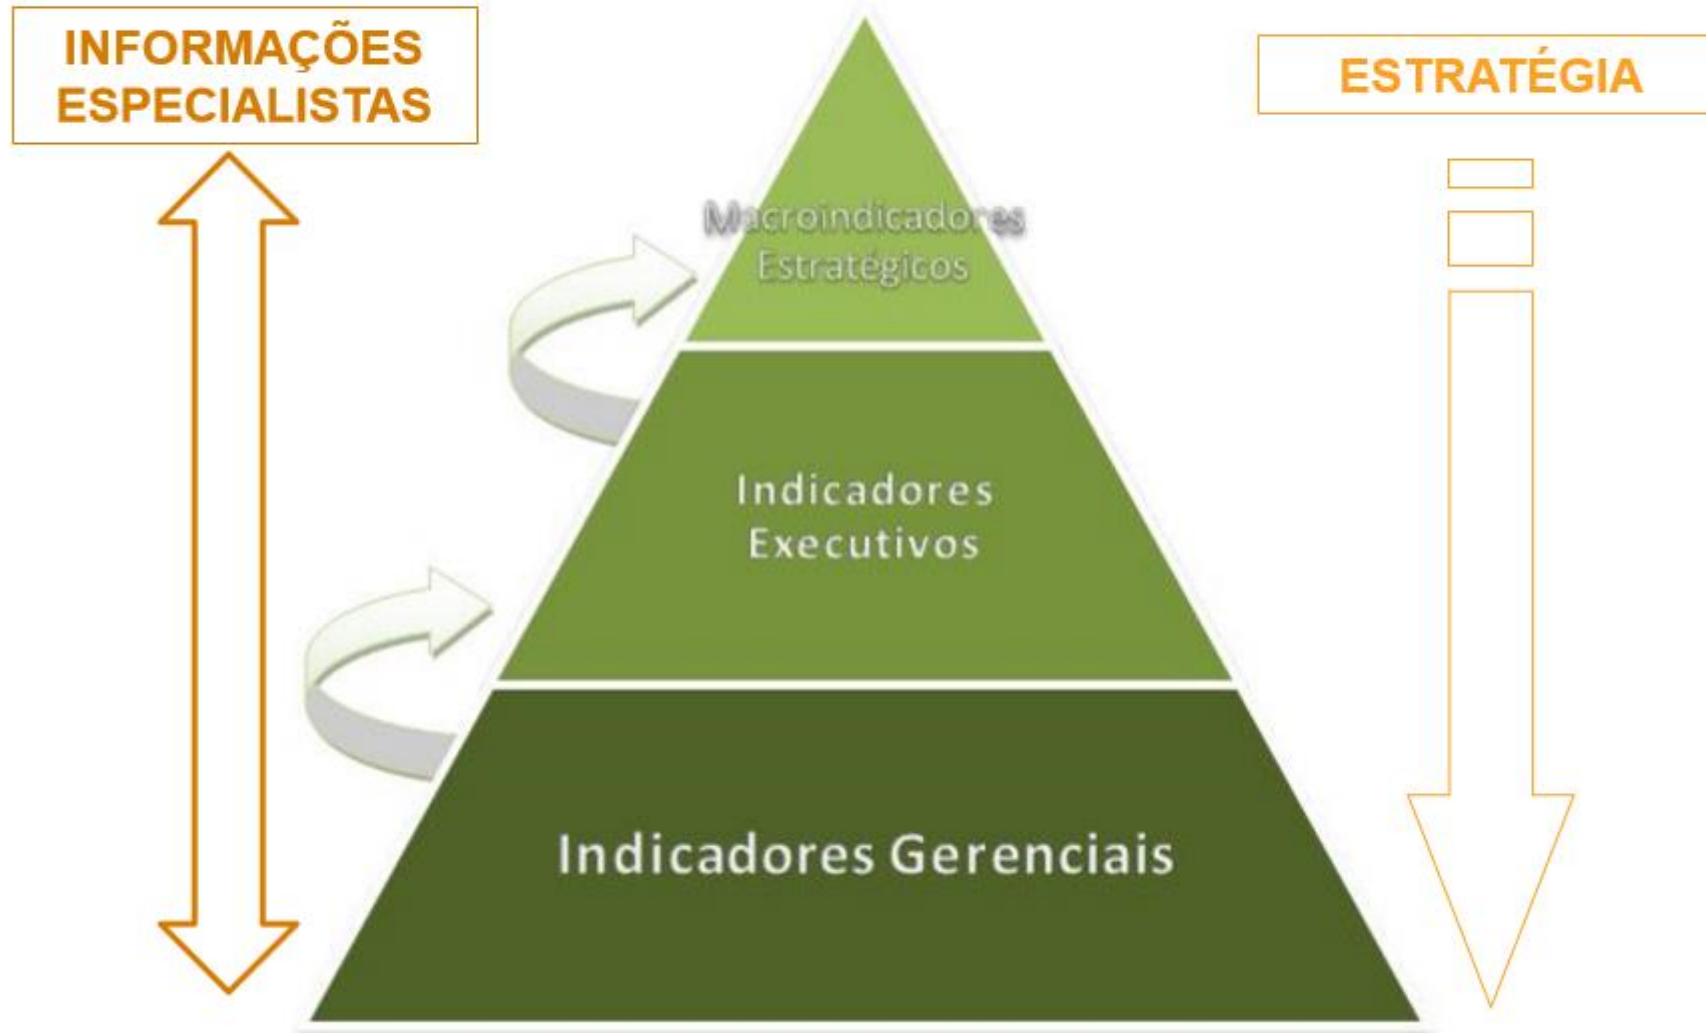 INFORMAÇÕES
ESPECIALISTAS
ESTRATÉGIA
Macroindicadores
Estratégicos
Indicadores
Executivos
Indicadores Gerenciais